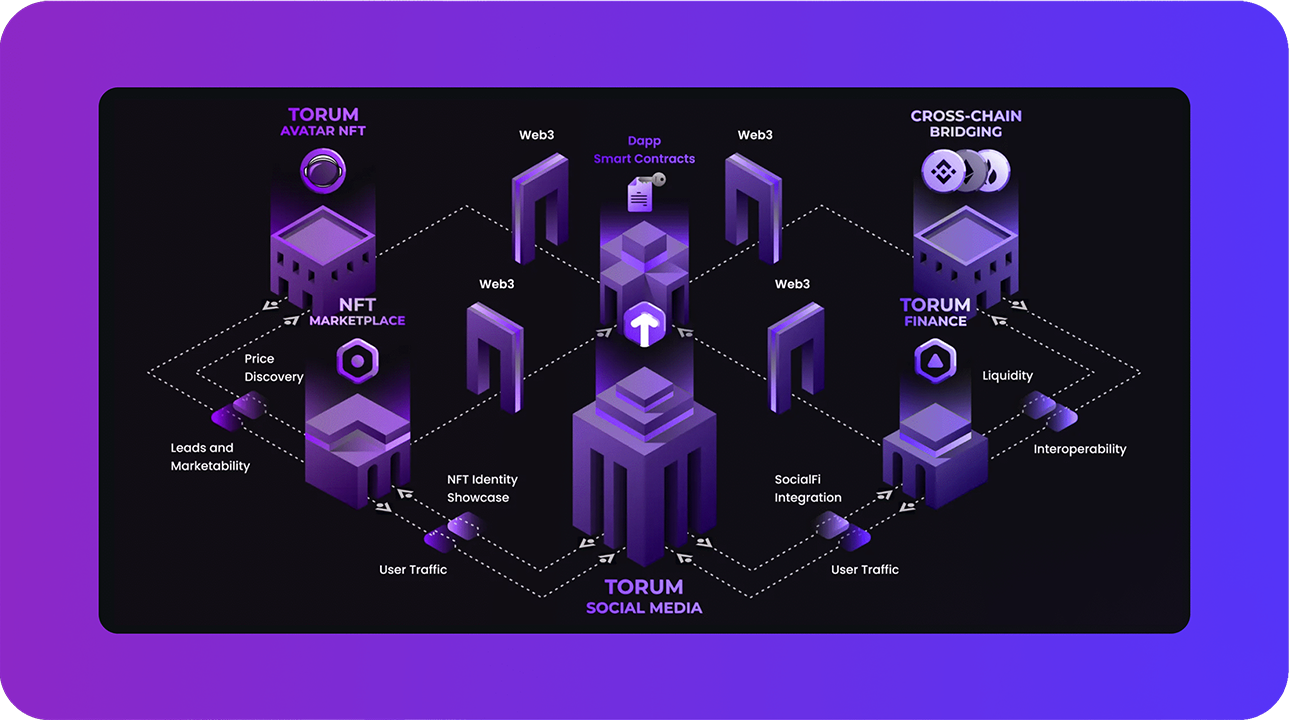 TORUM
AVATAR NFT
Web3
Dapp
Smart Contracts
Web3
CROSS-CHAIN
BRIDGING
NFT
MARKETPLACE
Web3
Web3
TORUM
FINANCE
Price
Discovery
Liquidity
Leads and
Marketability
Interoperability
NFT Identity
Showcase
SocialFi
Integration
User Traffic
User Traffic
TORUM
SOCIAL MEDIA